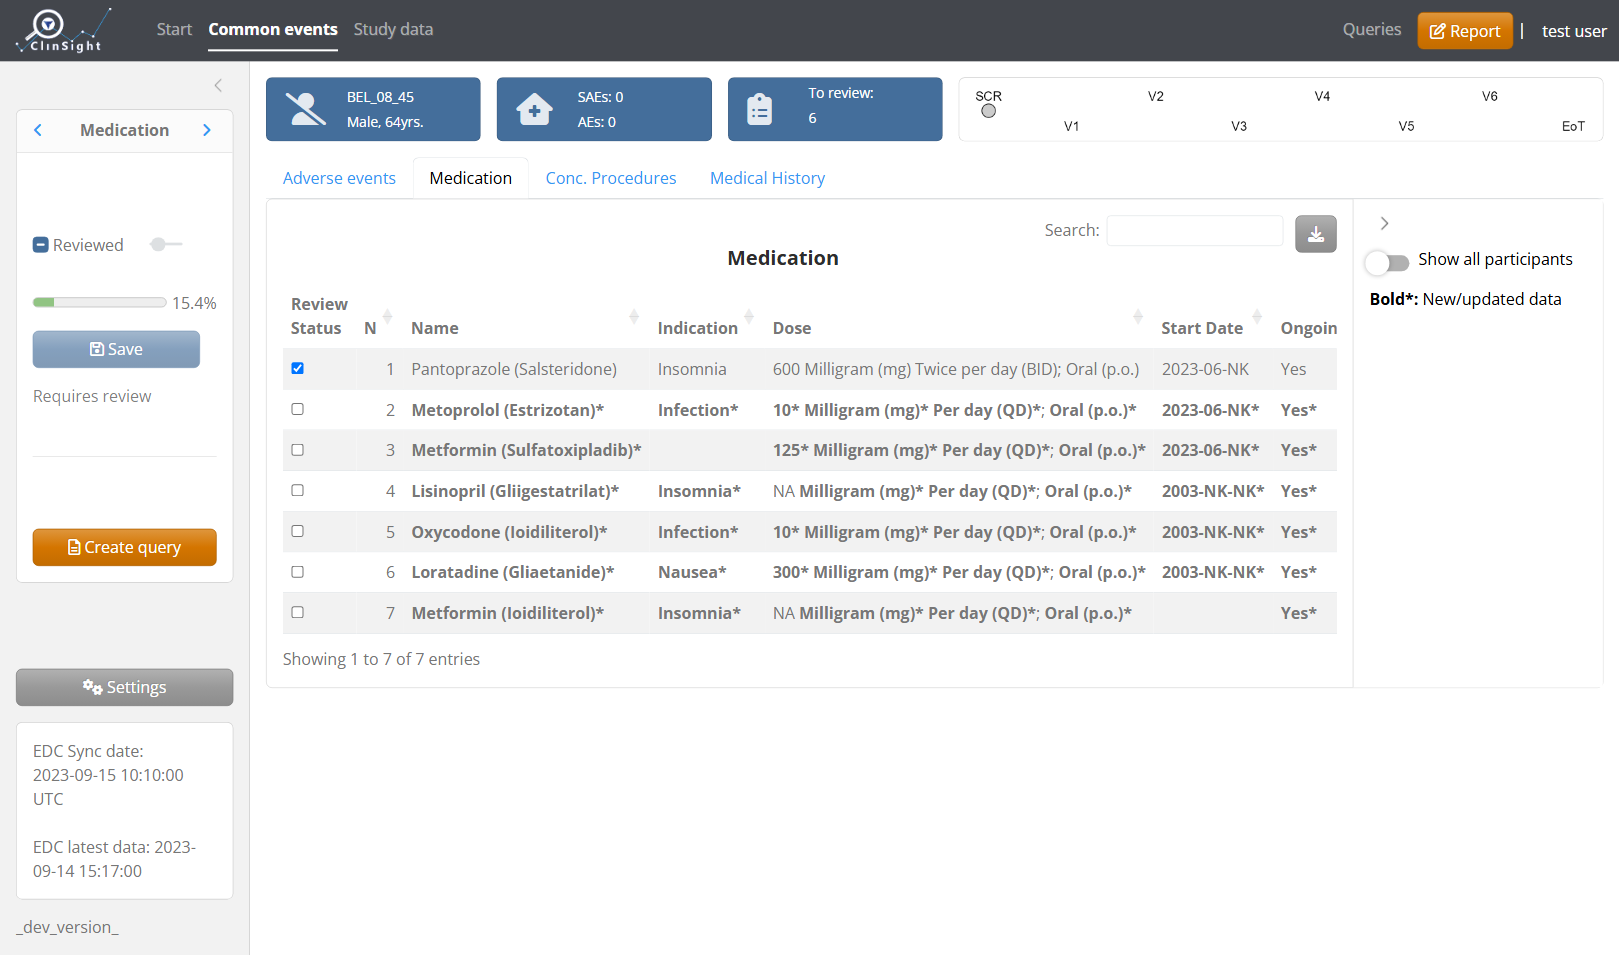 ClinSight
Start
Common events
Study data
Queries
Report
|
test user
Medication
Reviewed
15.4%
Save
Requires review
Create query
Settings
EDC Sync date:
2023-09-15 10:10:00
UTC
EDC latest data: 2023-
09-14 15:17:00
_dev_version_
BEL_08_45
Male, 64yrs.
SAEs: 0
AEs: 0
To review:
6
SCR V2 V4 V6
V1 V3 V5 EoT
Adverse events
Medication
Conc. Procedures
Medical History
Search:
Medication
Review
Status N Name Indication Dose Start Date Ongoin
1 Pantoprazole (Salsteridone) Insomnia 600 Milligram (mg) Twice per day (BID); Oral (p.o.) 2023-06-NK Yes
2 Metoprolol (Estrizotan)* Infection* 10* Milligram (mg)* Per day (QD)*; Oral (p.o.)* 2023-06-NK* Yes*
3 Metformin (Sulfatoxipladib)* 125* Milligram (mg)* Per day (QD)*; Oral (p.o.)* 2023-06-NK* Yes*
4 Lisinopril (Gliigestatrilat)* Insomnia* NA Milligram (mg)* Per day (QD)*; Oral (p.o.)* 2003-NK-NK* Yes*
5 Oxycodone (Ioidiliterol)* Infection* 10* Milligram (mg)* Per day (QD)*; Oral (p.o.)* 2003-NK-NK* Yes*
6 Loratadine (Gliaetanide)* Nausea* 300* Milligram (mg)* Per day (QD)*; Oral (p.o.)* 2003-NK-NK* Yes*
7 Metformin (Ioidiliterol)* Insomnia* NA Milligram (mg)* Per day (QD)*; Oral (p.o.)* Yes*
Showing 1 to 7 of 7 entries
Show all participants
Bold*: New/updated data